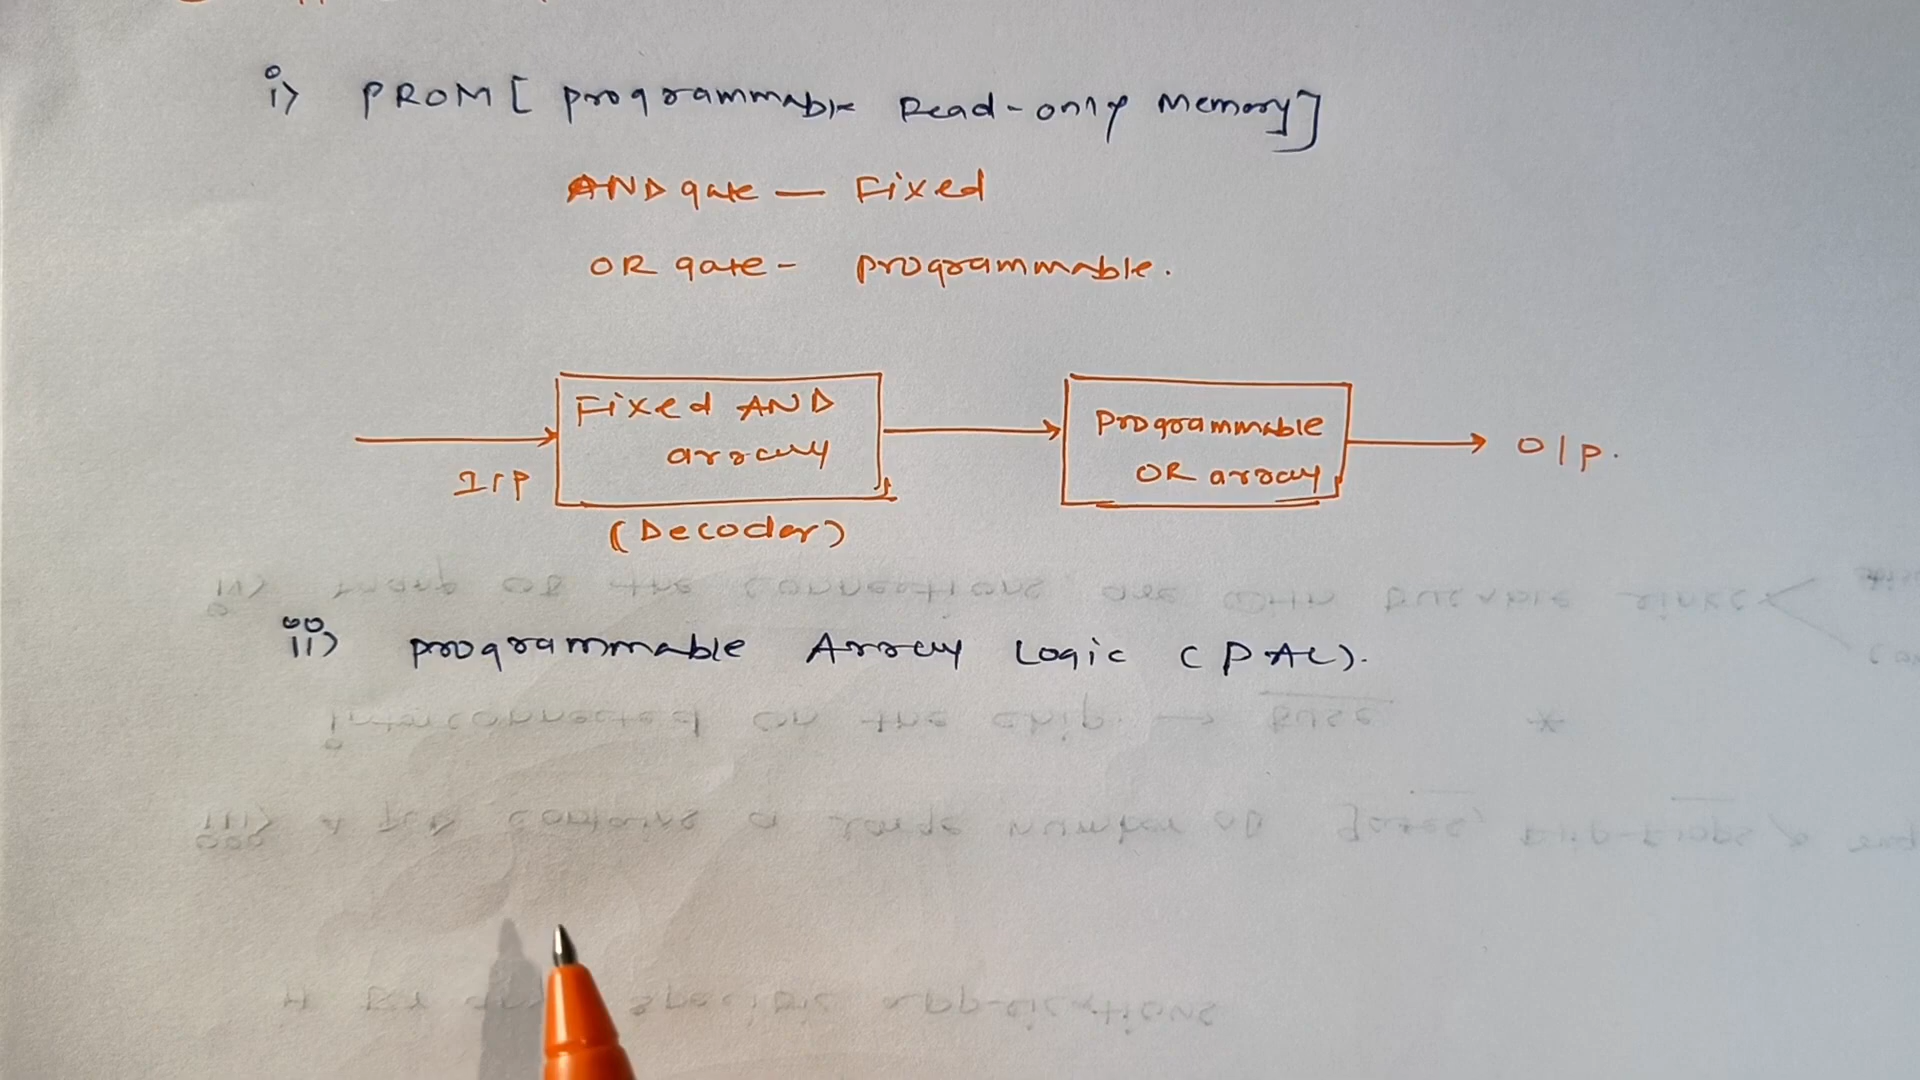 i) PROM [ programmable Read-only Memory]
AND gate — Fixed
OR gate - programmable.
Fixed AND
array
programmable
OR array
I/P
O/P.
(Decoder)
ii) programmable Array Logic (PAL).